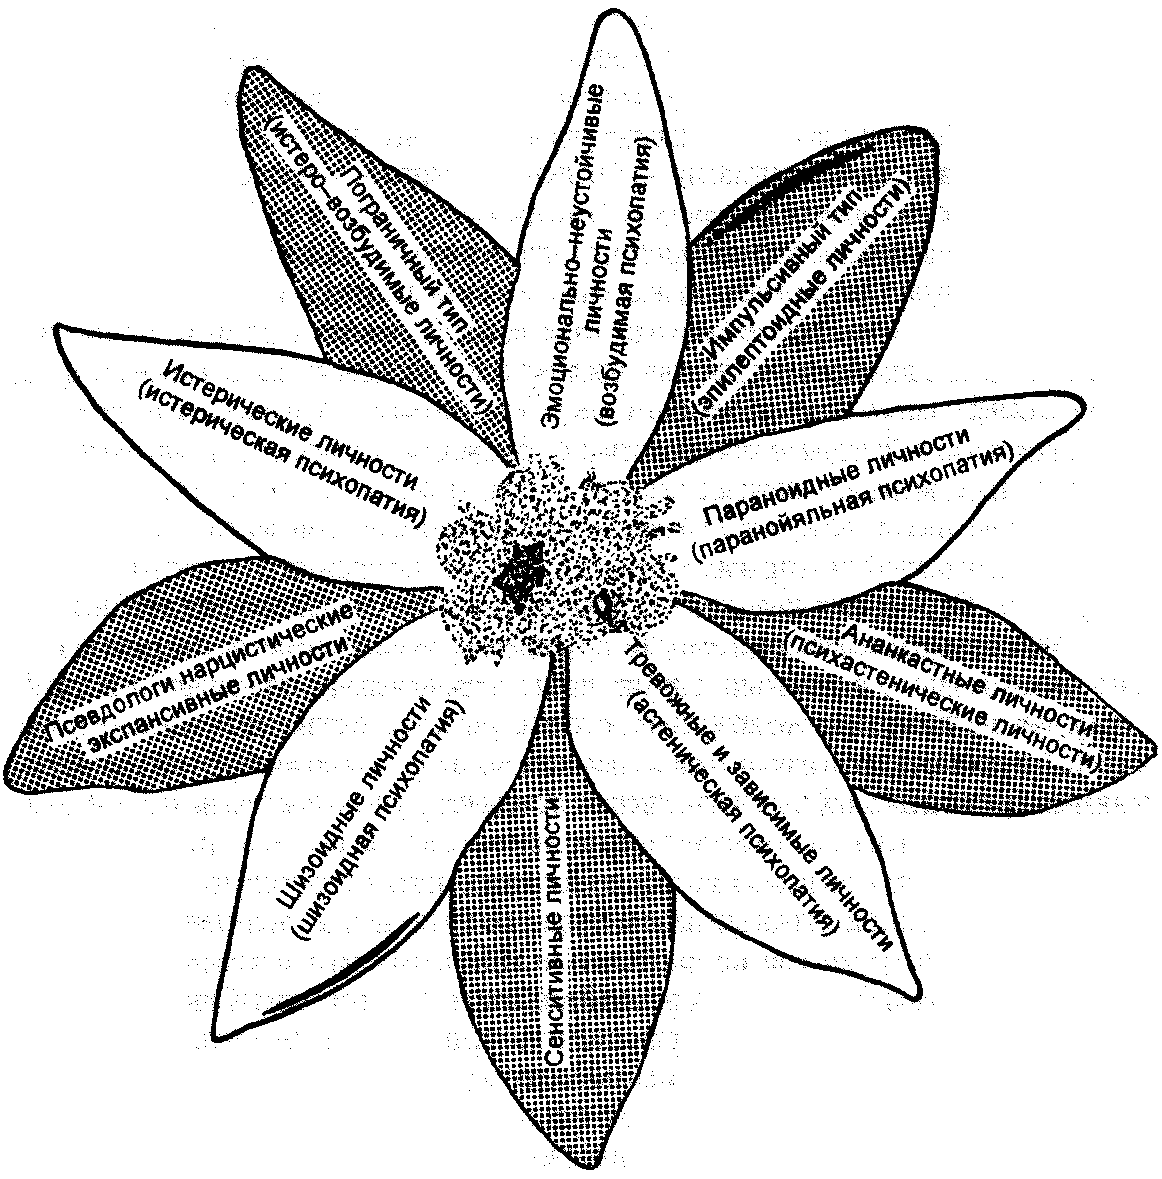 Эмоционально–неустойчивые
личности
(возбудимая психопатия)
Импульсивный тип
(эпилептоидные личности)
Параноидные личности
(паранойяльная психопатия)
Ананкастные личности
(психастенические личности)
Тревожные и зависимые личности
(астеническая психопатия)
Сенситивные личности
Шизоидные личности
(шизоидная психопатия)
Псевдологи нарцистические
экспансивные личности
Истерические личности
(истерическая психопатия)
Пограничный тип
(истеро–возбудимые личности)